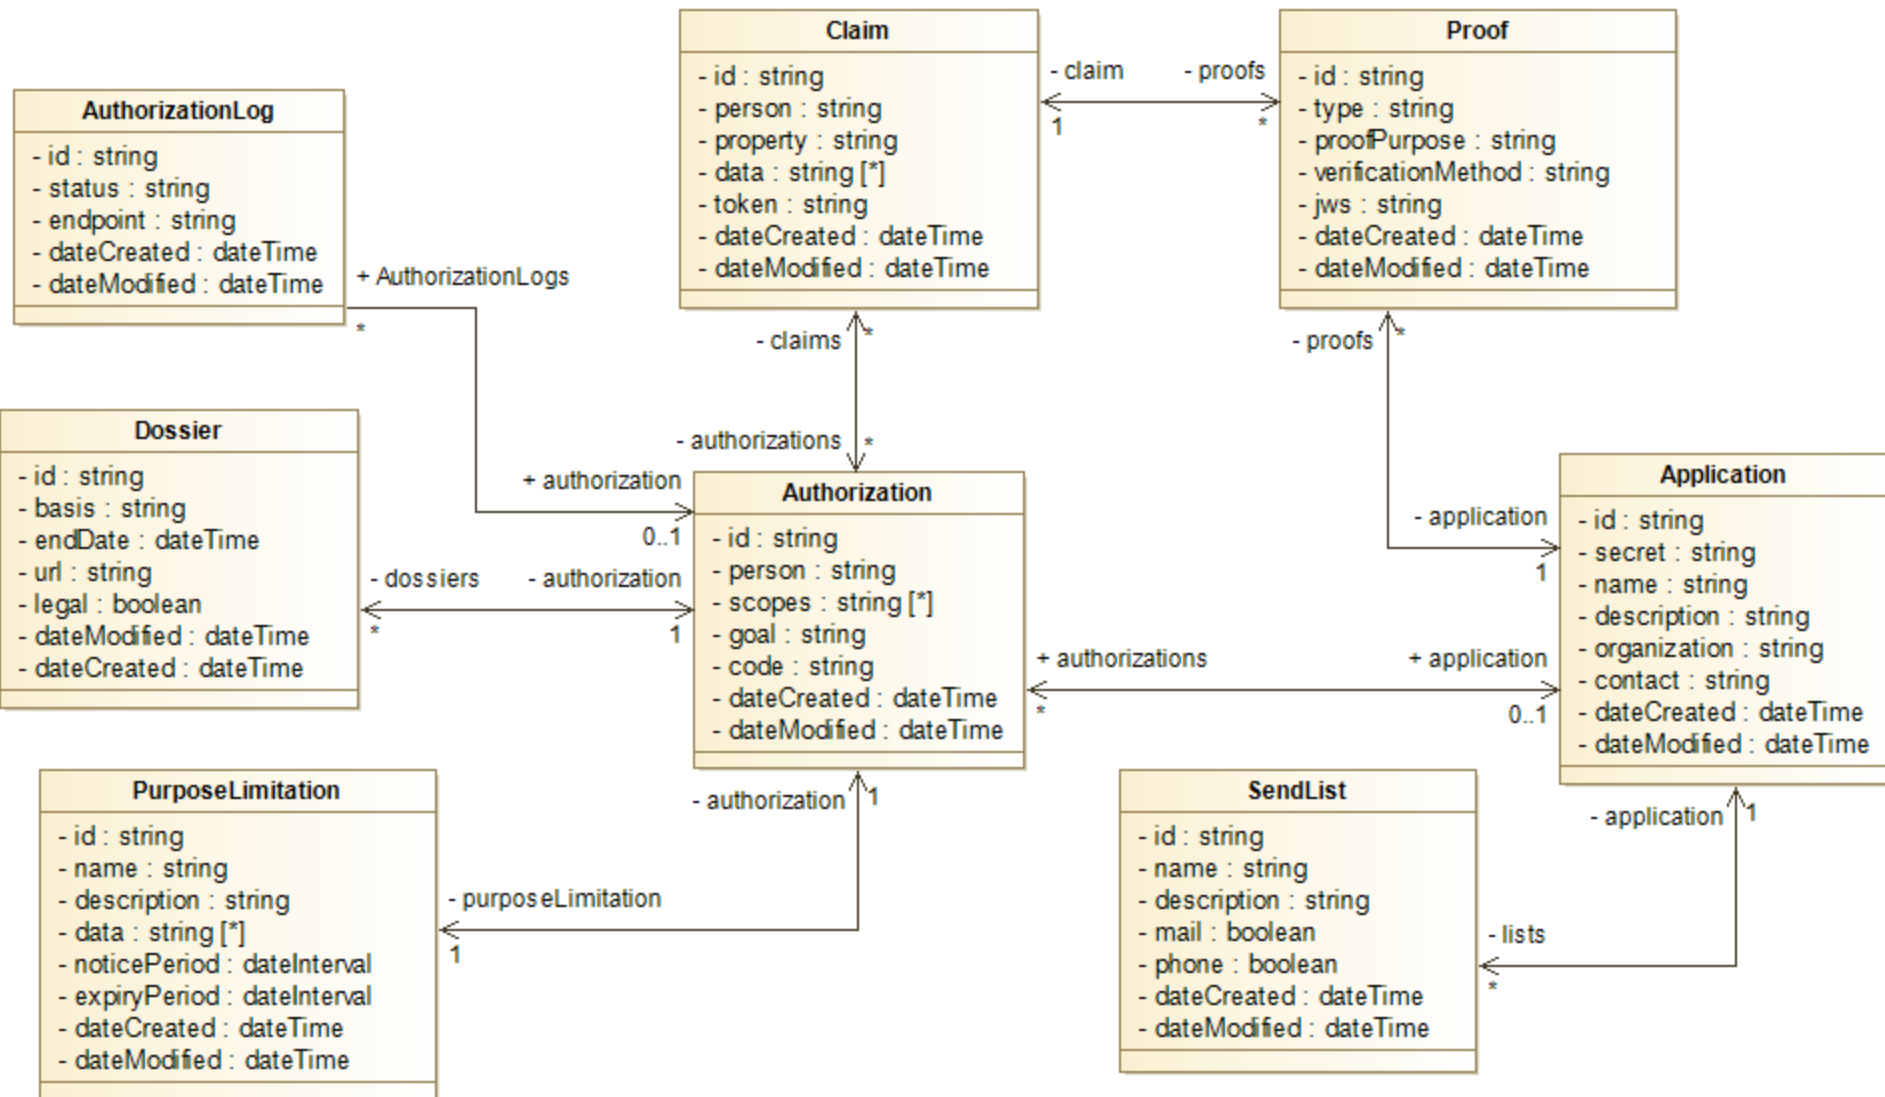 Claim
- id : string
- person : string
- property : string
- data : string [*]
- token : string
- dateCreated : dateTime
- dateModified : dateTime
- claim
- proofs
1
*
Proof
- id : string
- type : string
- proofPurpose : string
- verificationMethod : string
- jws : string
- dateCreated : dateTime
- dateModified : dateTime
AuthorizationLog
- id : string
- status : string
- endpoint : string
- dateCreated : dateTime
- dateModified : dateTime
+ AuthorizationLogs
*
- claims
*
- authorizations
*
- proofs
*
+ authorization
0..1
Dossier
- id : string
- basis : string
- endDate : dateTime
- url : string
- legal : boolean
- dateModified : dateTime
- dateCreated : dateTime
- dossiers
- authorization
*
1
Authorization
- id : string
- person : string
- scopes : string [*]
- goal : string
- code : string
- dateCreated : dateTime
- dateModified : dateTime
- application
1
+ authorizations
+ application
*
0..1
Application
- id : string
- secret : string
- name : string
- description : string
- organization : string
- contact : string
- dateCreated : dateTime
- dateModified : dateTime
PurposeLimitation
- id : string
- name : string
- description : string
- data : string [*]
- noticePeriod : dateInterval
- expiryPeriod : dateInterval
- dateCreated : dateTime
- dateModified : dateTime
- authorization
1
- purposeLimitation
1
SendList
- id : string
- name : string
- description : string
- mail : boolean
- phone : boolean
- dateCreated : dateTime
- dateModified : dateTime
- application
1
- lists
*